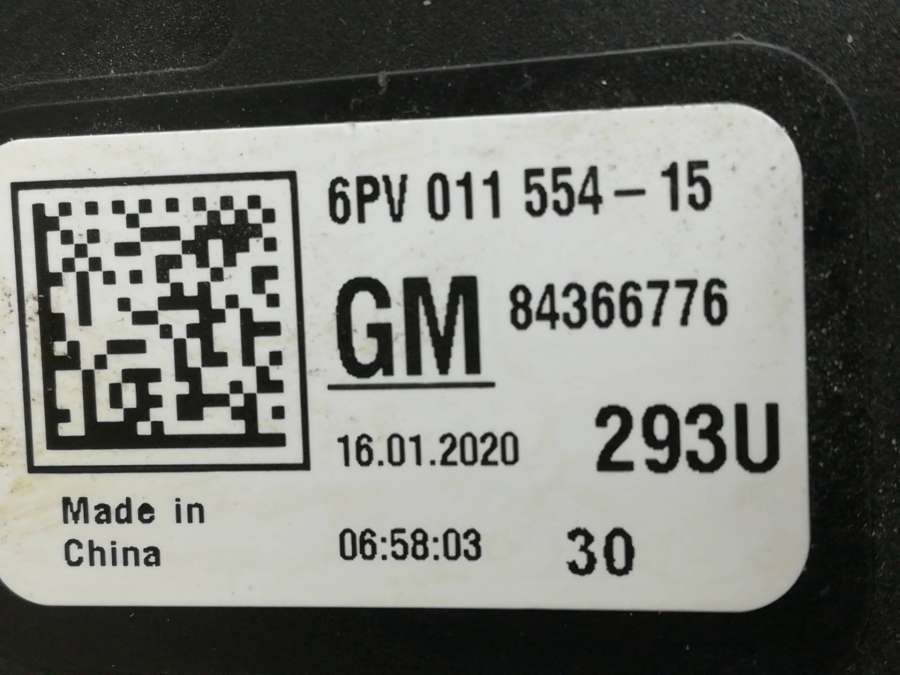 6PV 011 554-15
GM 84366776
16.01.2020 293U
Made in
China
06:58:03 30